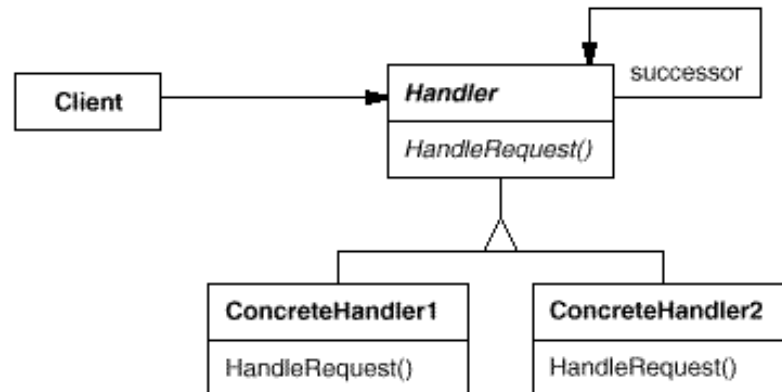 successor
Client
Handler
HandleRequest()
ConcreteHandler1
ConcreteHandler2
HandleRequest()
HandleRequest()